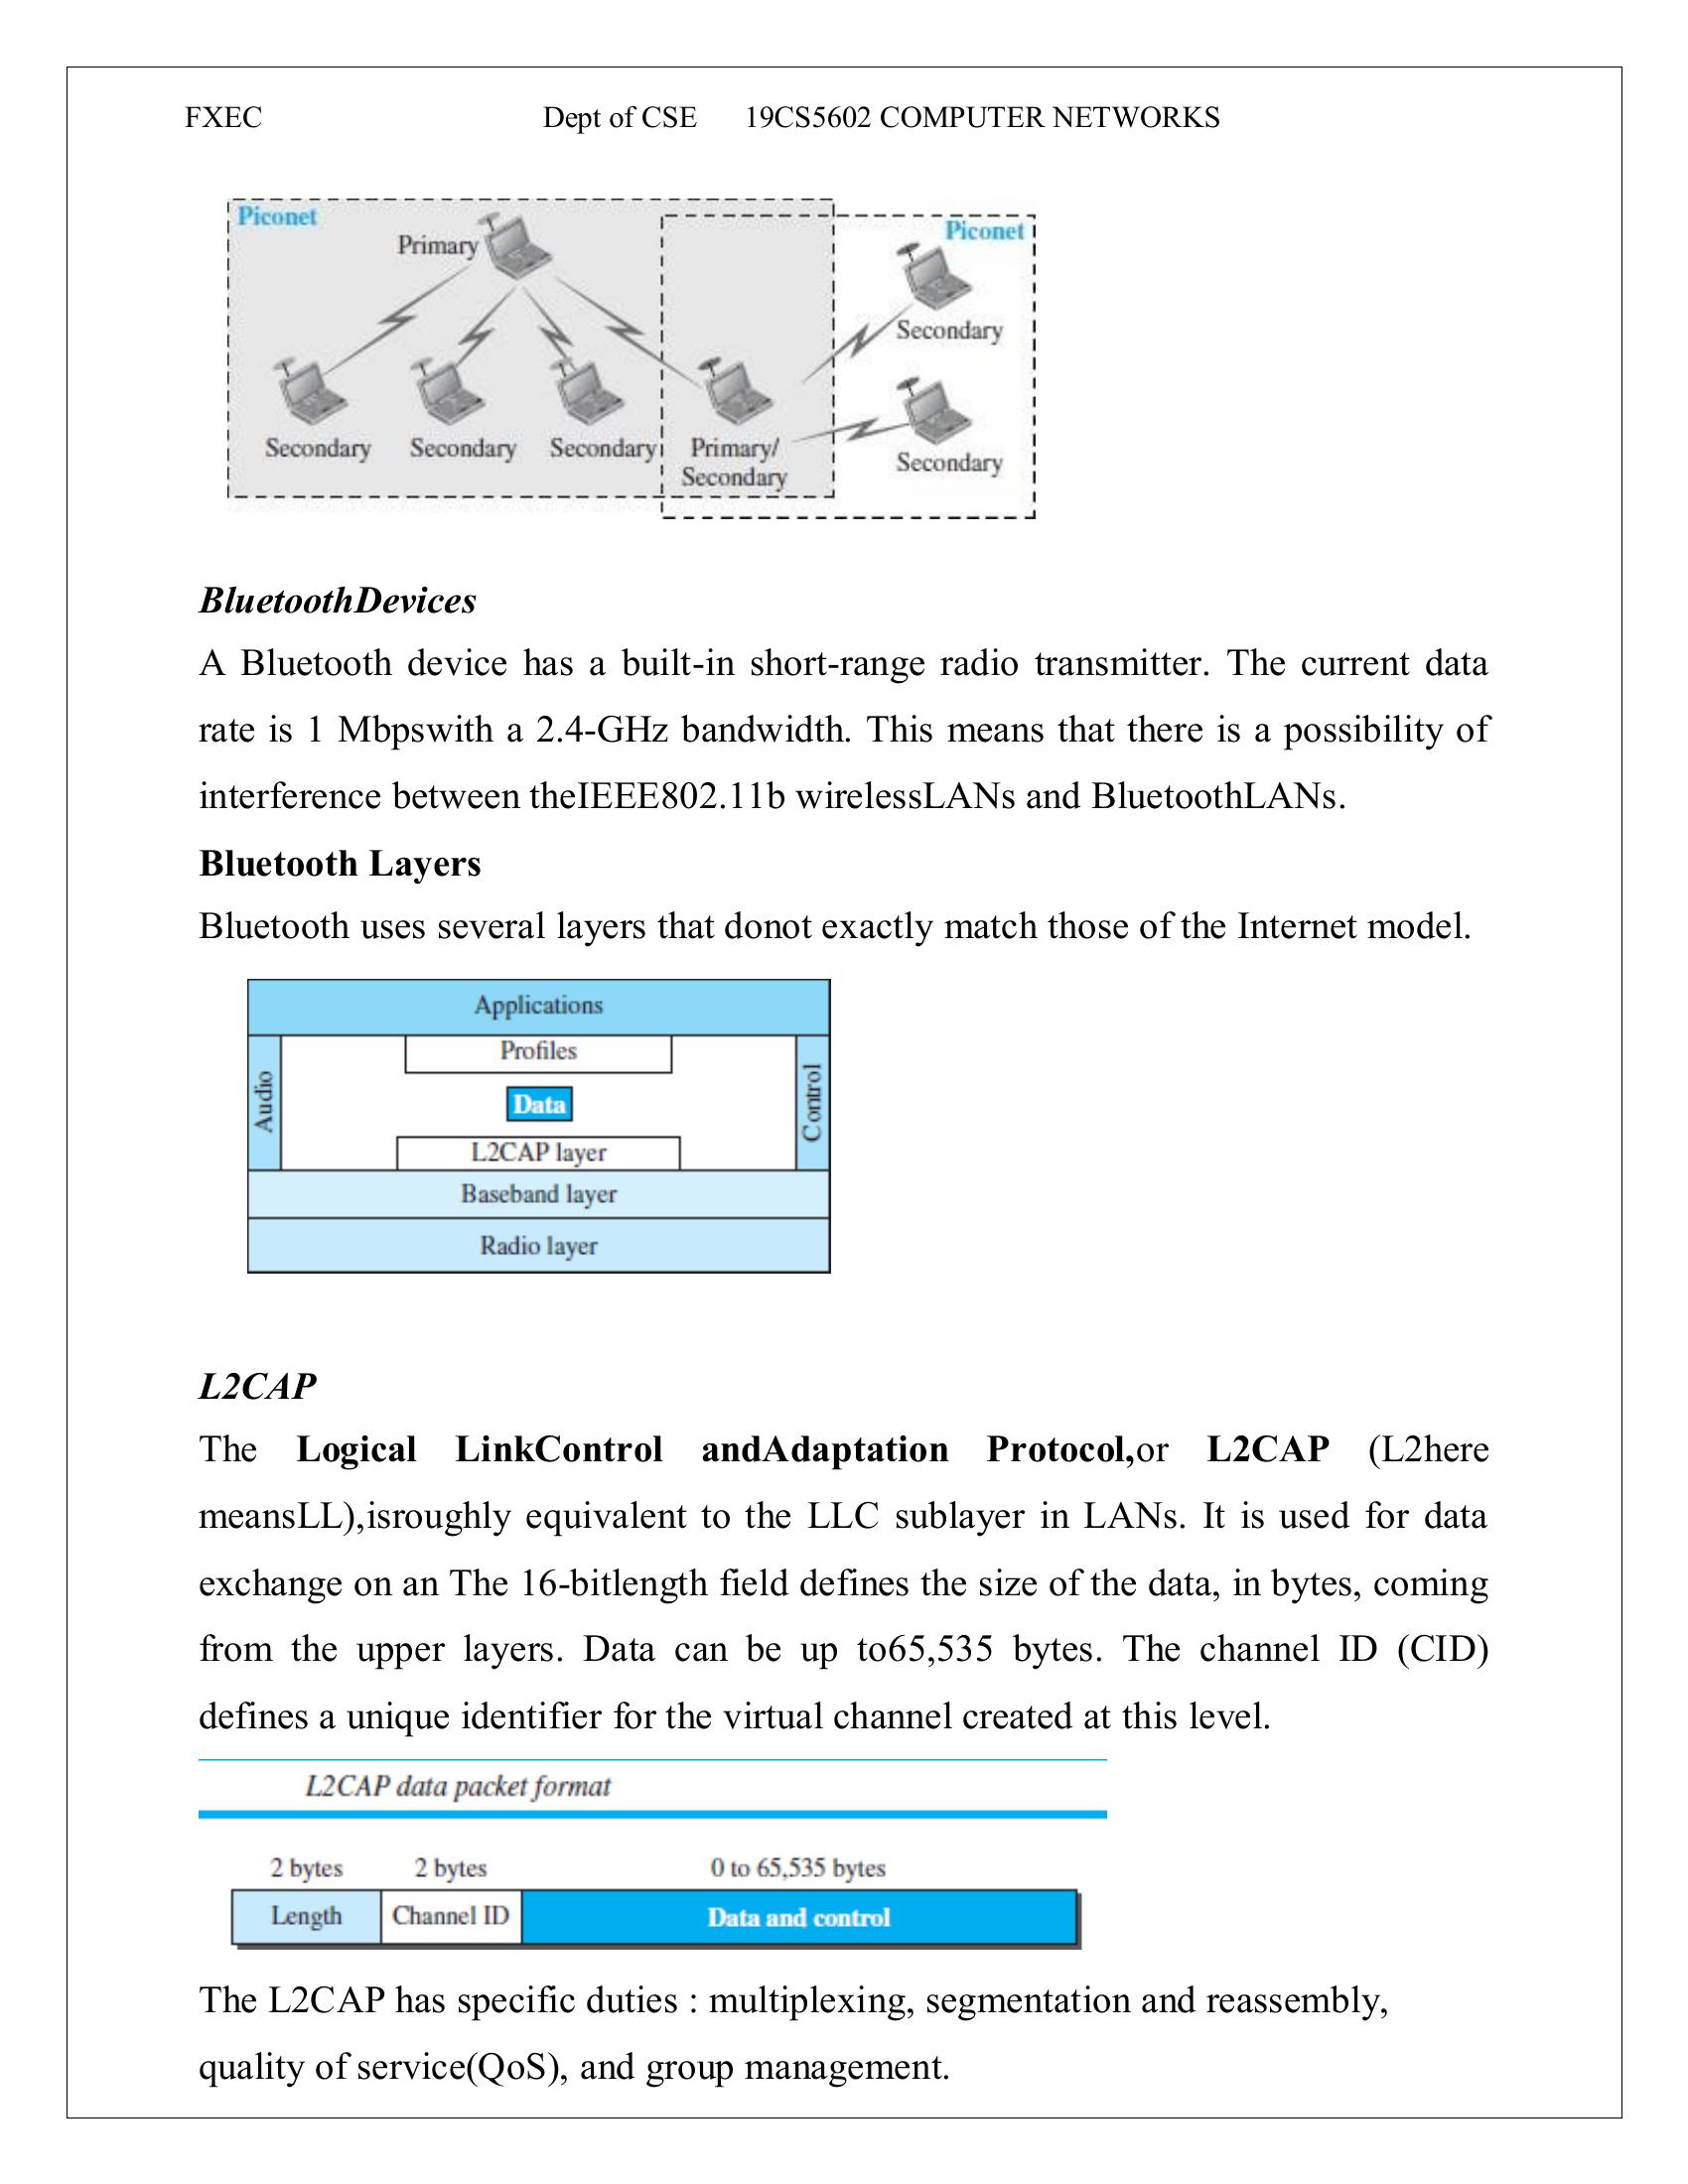 FXEC Dept of CSE 19CS5602 COMPUTER NETWORKS
Piconet
Piconet
Primary
Secondary
Secondary Secondary Secondary Primary/
Secondary
Secondary
BluetoothDevices
A Bluetooth device has a built-in short-range radio transmitter. The current data
rate is 1 Mbpswith a 2.4-GHz bandwidth. This means that there is a possibility of
interference between theIEEE802.11b wirelessLANs and BluetoothLANs.
Bluetooth Layers
Bluetooth uses several layers that donot exactly match those of the Internet model.
Applications
Profiles
Audio
Data
Control
L2CAP layer
Baseband layer
Radio layer
L2CAP
The Logical LinkControl andAdaptation Protocol,or L2CAP (L2here
meansLL),isroughly equivalent to the LLC sublayer in LANs. It is used for data
exchange on an The 16-bitlength field defines the size of the data, in bytes, coming
from the upper layers. Data can be up to65,535 bytes. The channel ID (CID)
defines a unique identifier for the virtual channel created at this level.
L2CAP data packet format
2 bytes 2 bytes 0 to 65,535 bytes
Length Channel ID Data and control
The L2CAP has specific duties : multiplexing, segmentation and reassembly,
quality of service(QoS), and group management.